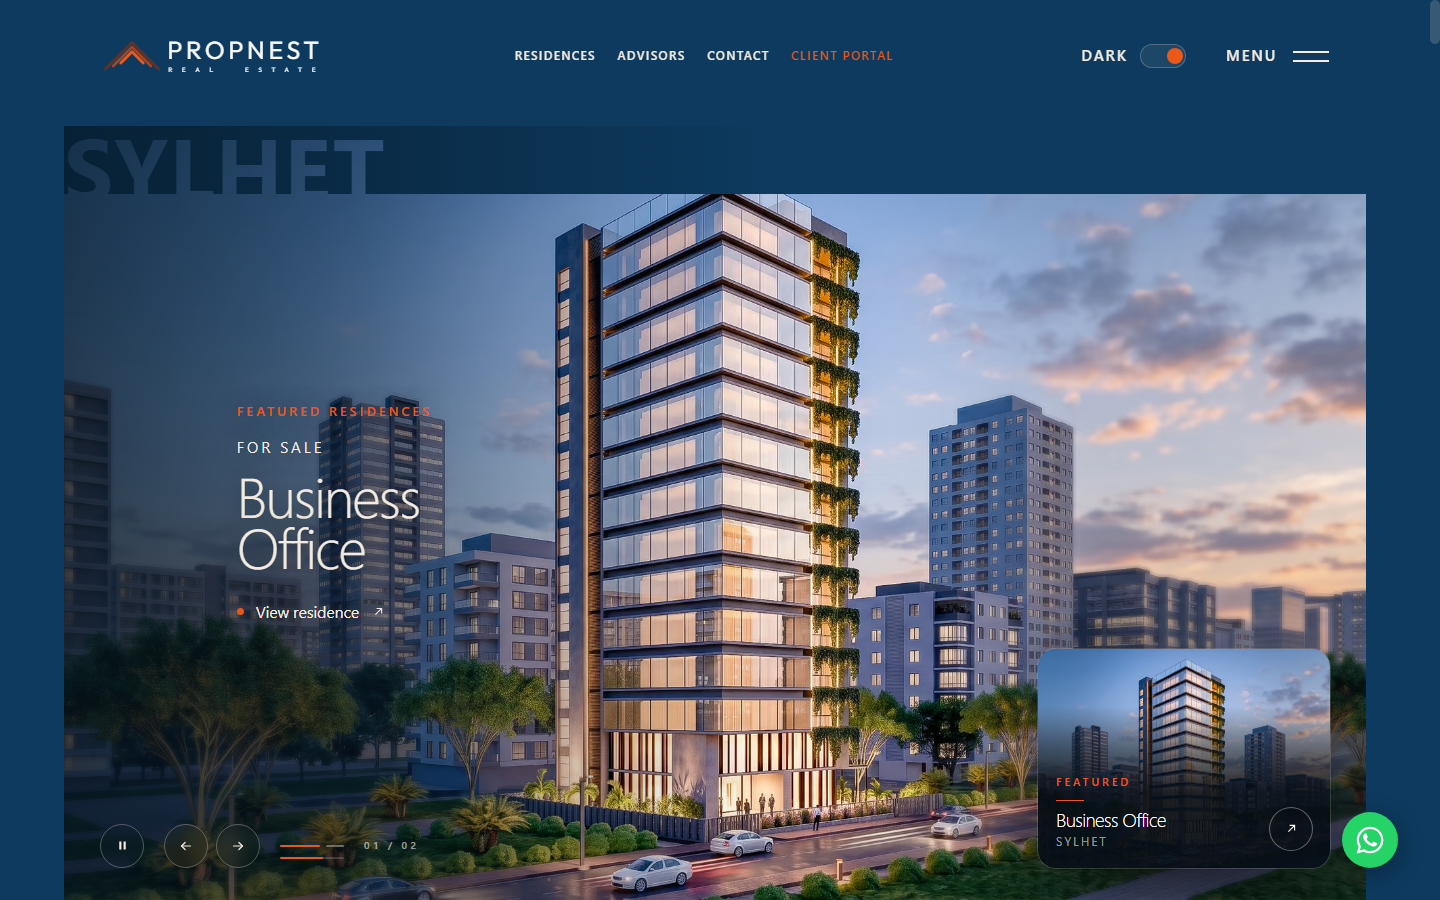 PROPNEST
REAL ESTATE
RESIDENCES
ADVISORS
CONTACT
CLIENT PORTAL
DARK
MENU
SYLHET
FEATURED RESIDENCES
FOR SALE
Business
Office
View residence
01 / 02
FEATURED
Business Office
SYLHET